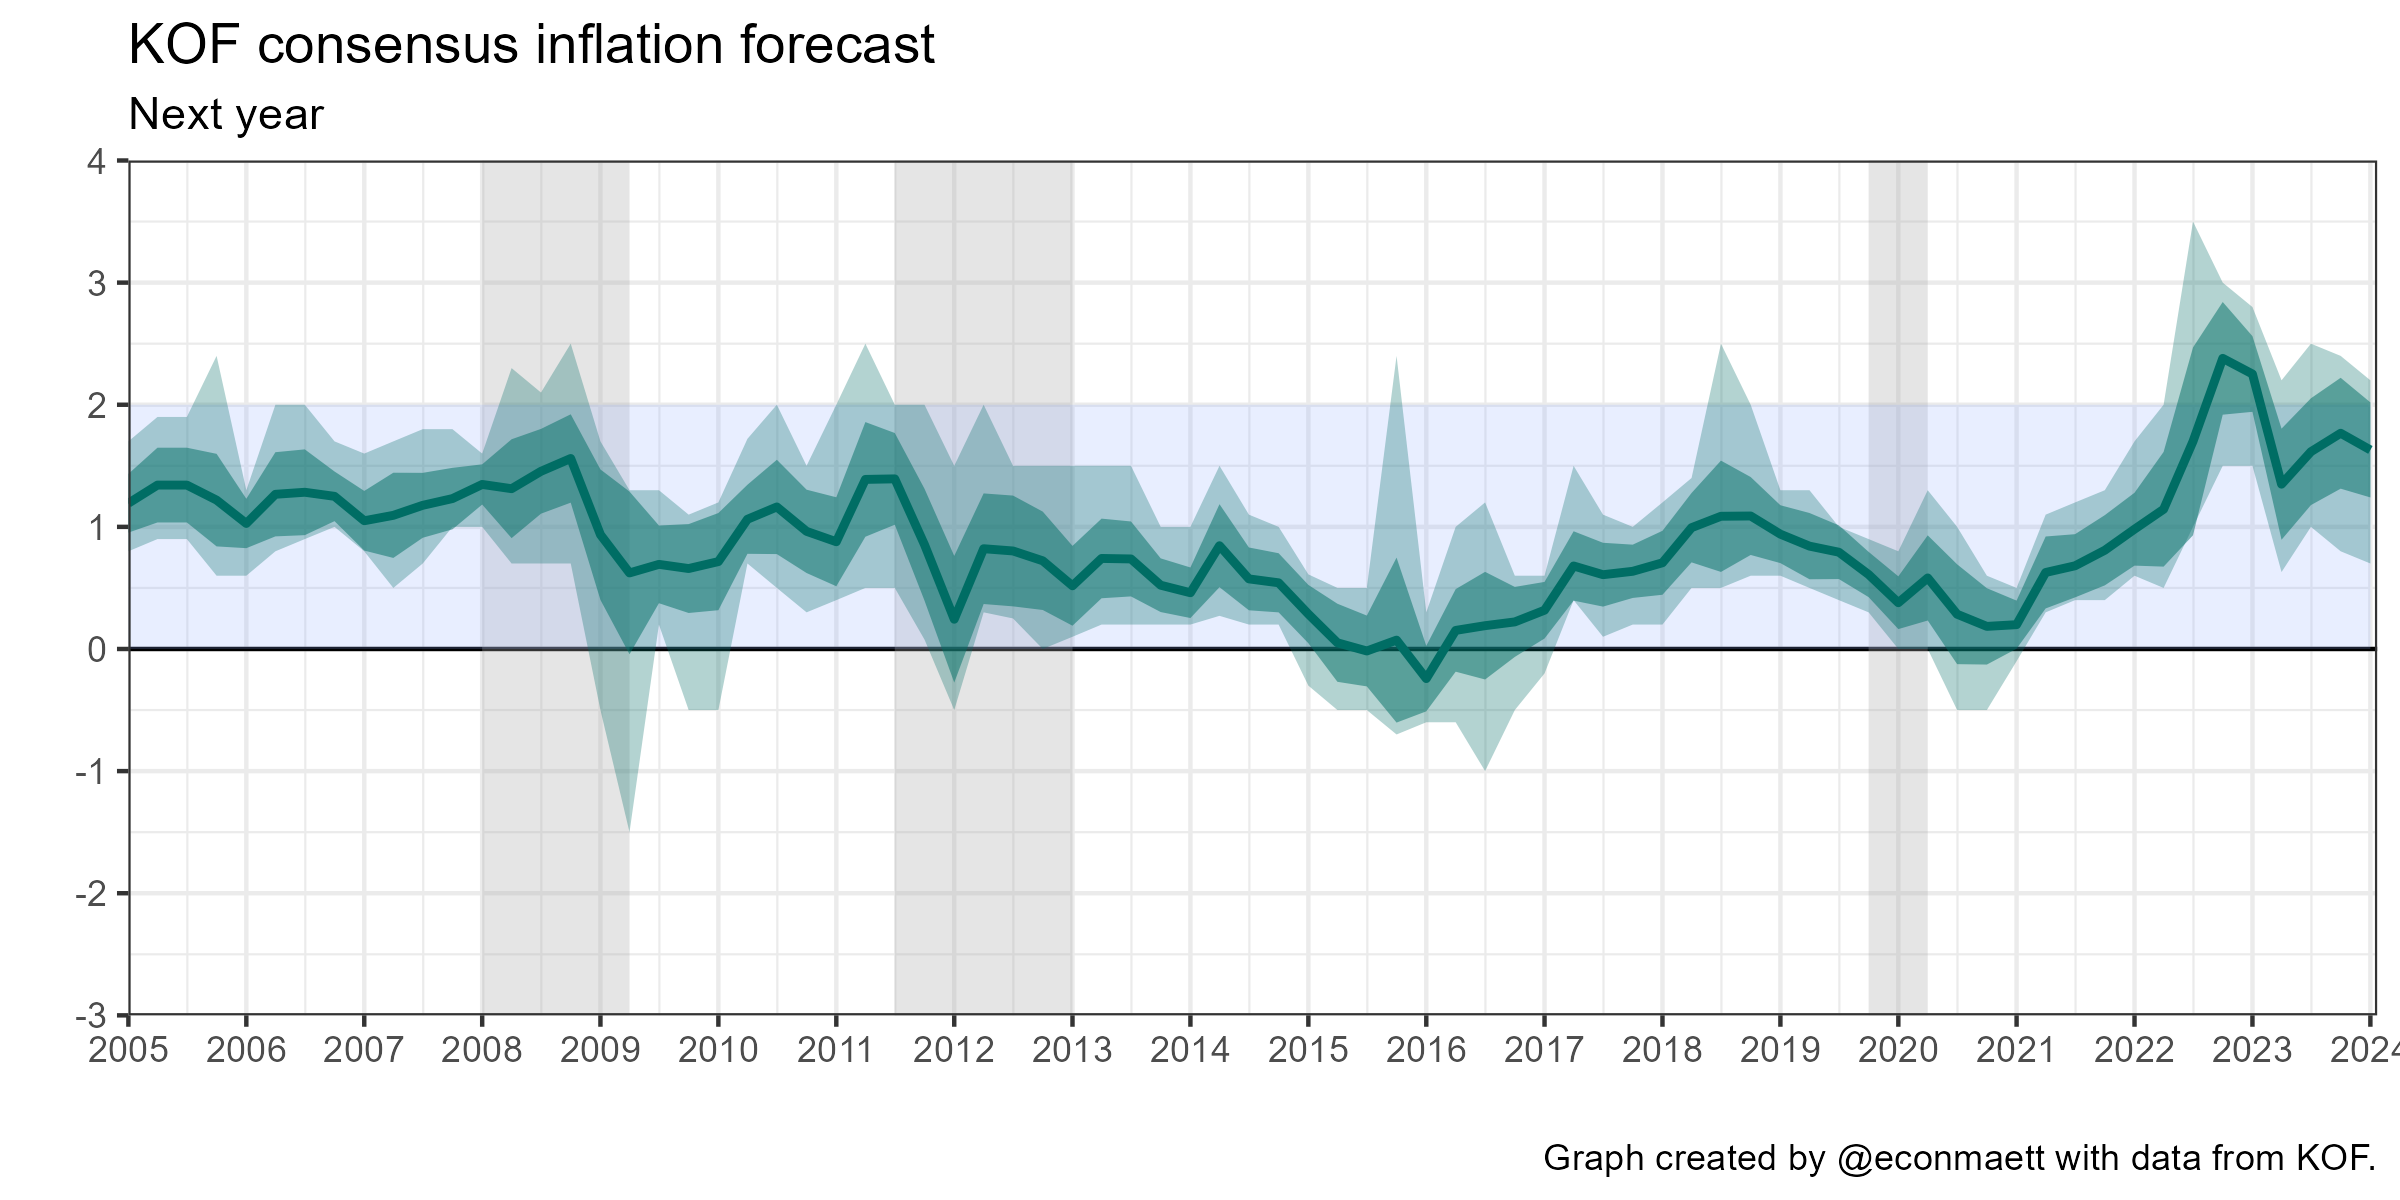 KOF consensus inflation forecast
Next year
4
3
2
1
0
-1
-2
-3
2005 2006 2007 2008 2009 2010 2011 2012 2013 2014 2015 2016 2017 2018 2019 2020 2021 2022 2023 2024
Graph created by @econmaett with data from KOF.